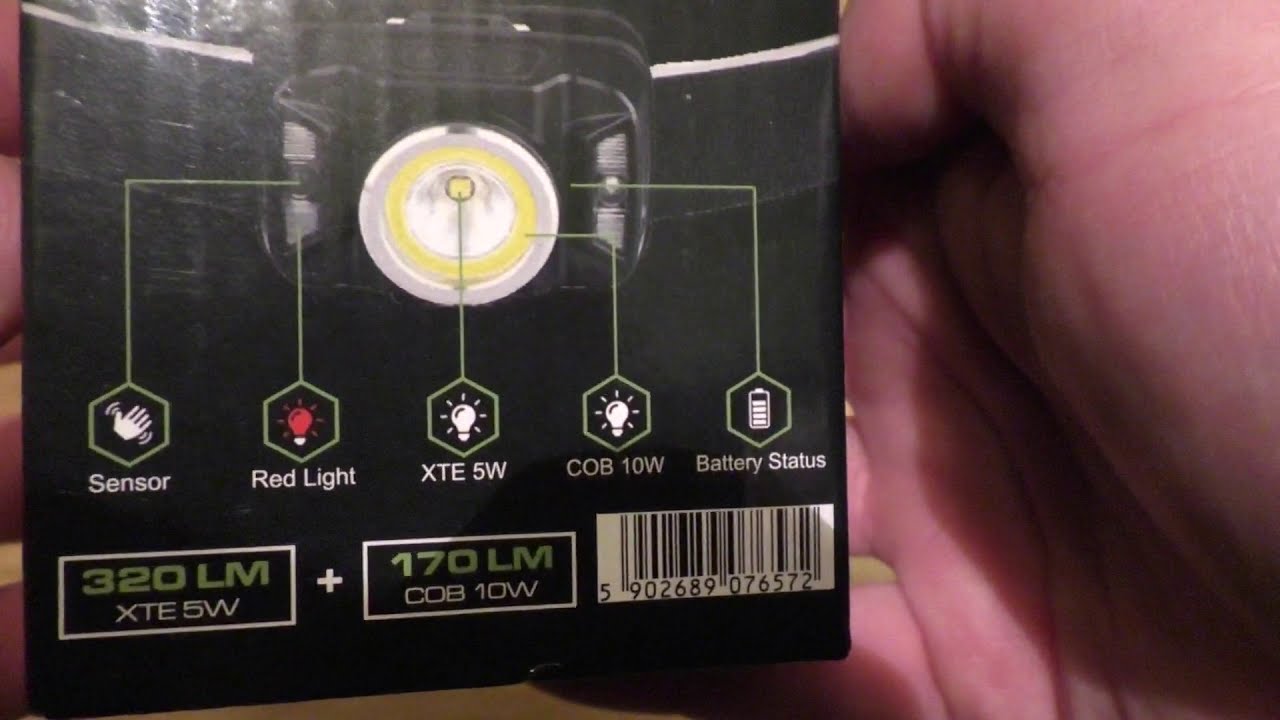 Sensor
Red Light
XTE 5W
COB 10W
Battery Status
320 LM
XTE 5W
+
170 LM
COB 10W
5 902689 076572